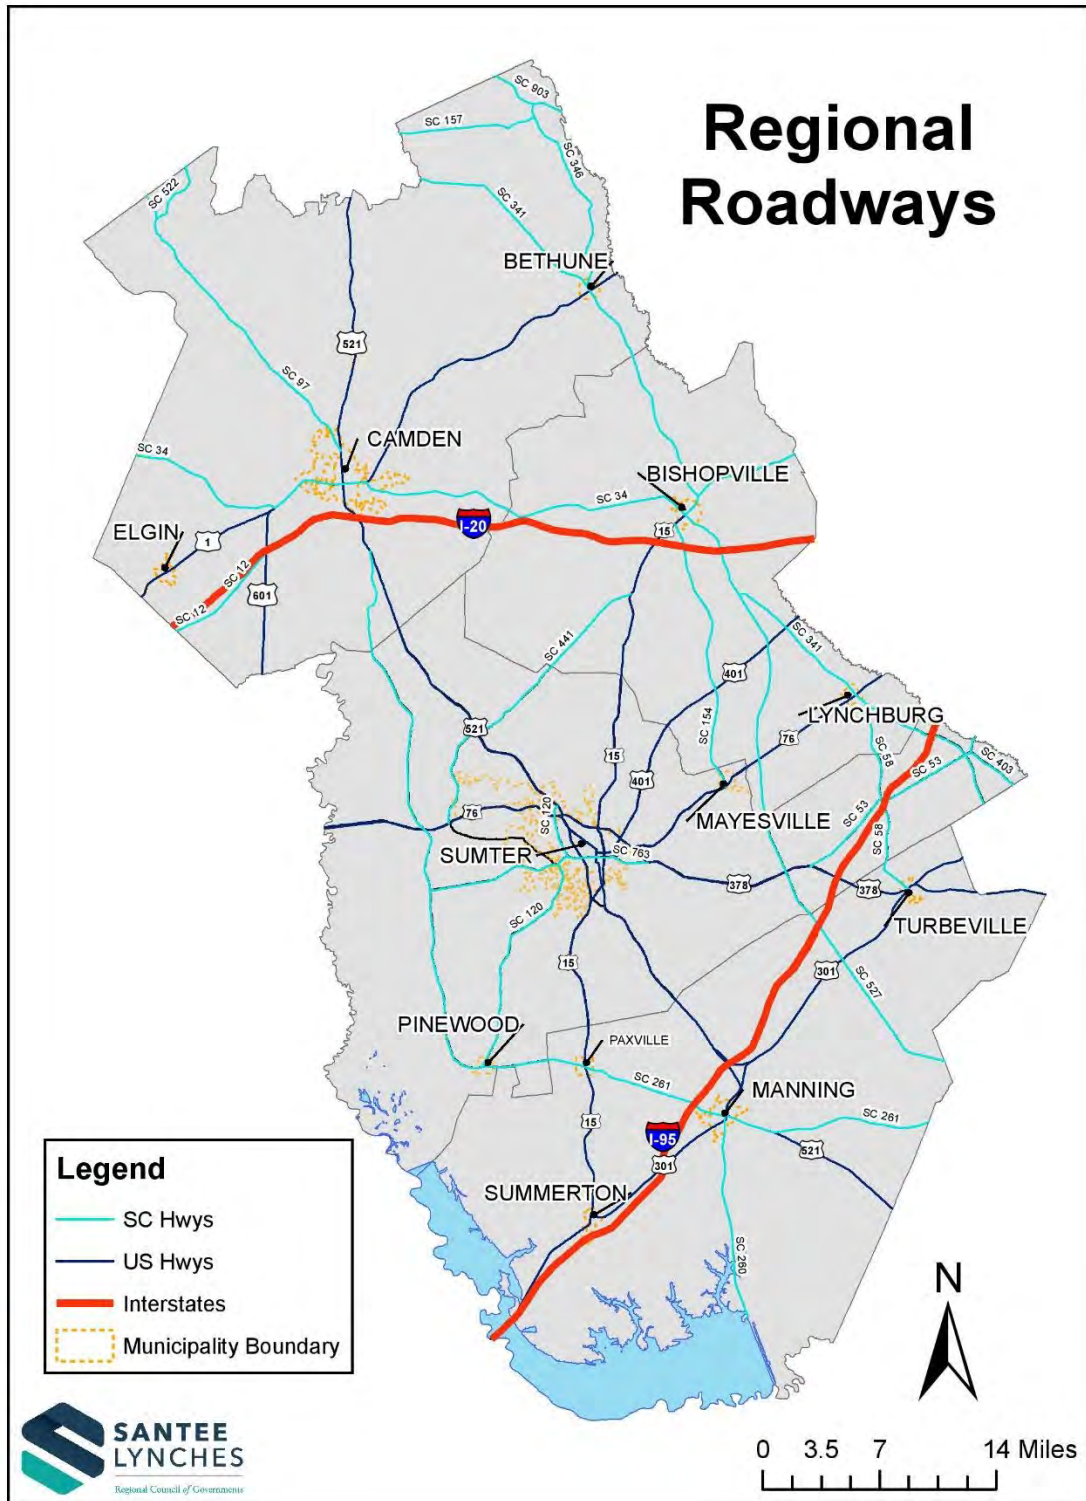 Regional
Roadways
SC 903
SC 157
SC 346
SC 522
SC 341
BETHUNE
521
SC 97
CAMDEN
SC 34
BISHOPVILLE
SC 34
I-20
15
ELGIN
1
SC 12
SC 12
601
SC 441
SC 341
401
SC 154
LYNCHBURG
521
76
15
SC 58
SC 403
SC 53
401
SC 120
76
MAYESVILLE
SC 53
SC 58
SUMTER
SC 763
378
378
SC 120
TURBEVILLE
15
301
SC 527
PINEWOOD
PAXVILLE
SC 261
MANNING
SC 261
15
I-95
301
521
SUMMERTON
SC 260
Legend
SC Hwys
US Hwys
Interstates
Municipality Boundary
N
SANTEE
LYNCHES
Regional Council of Governments
0 3.5 7 14 Miles